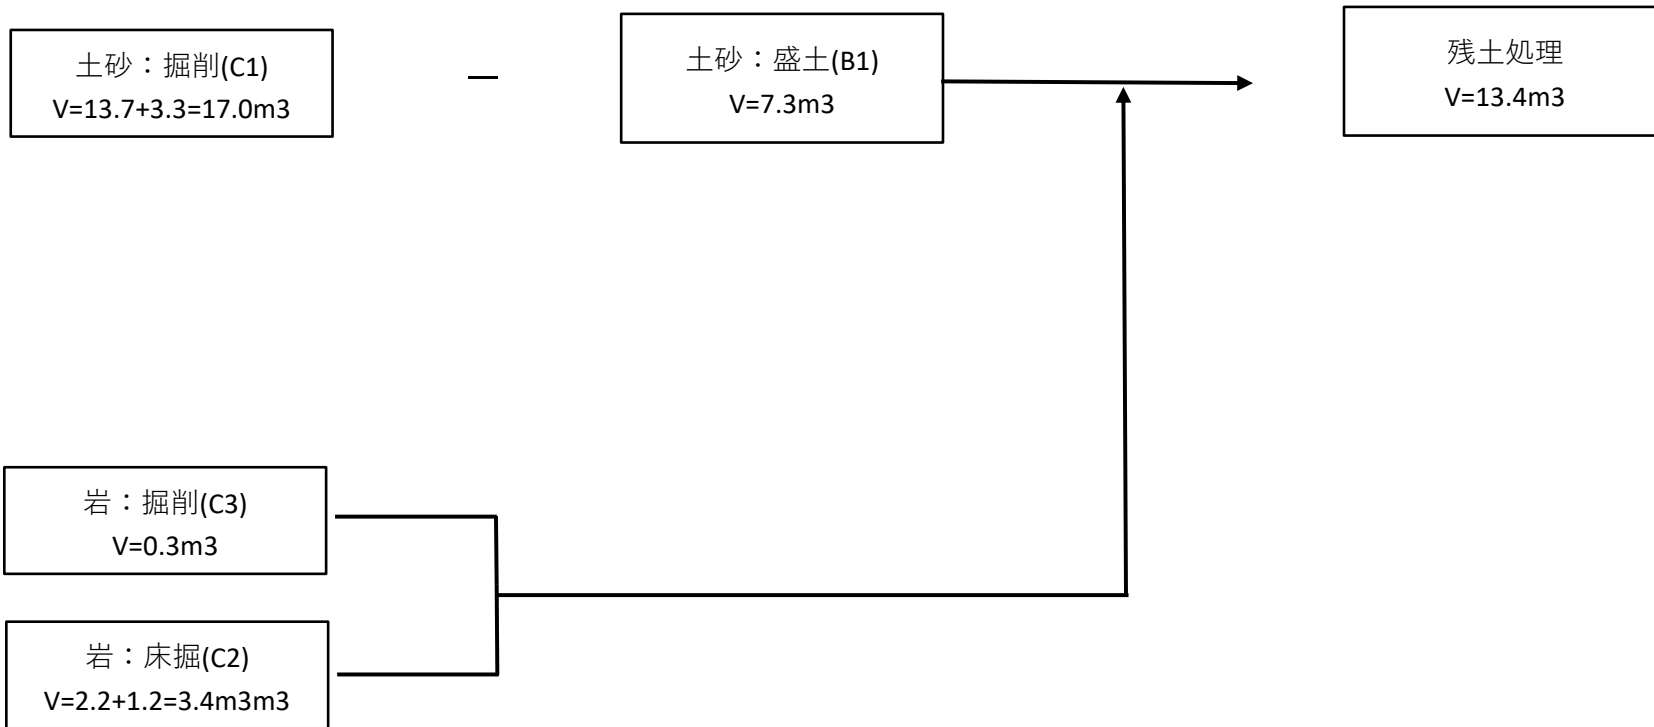 土砂：掘削(C1)
V=13.7+3.3=17.0m3
—
土砂：盛土(B1)
V=7.3m3
残土処理
V=13.4m3
岩：掘削(C3)
V=0.3m3
岩：床掘(C2)
V=2.2+1.2=3.4m3m3